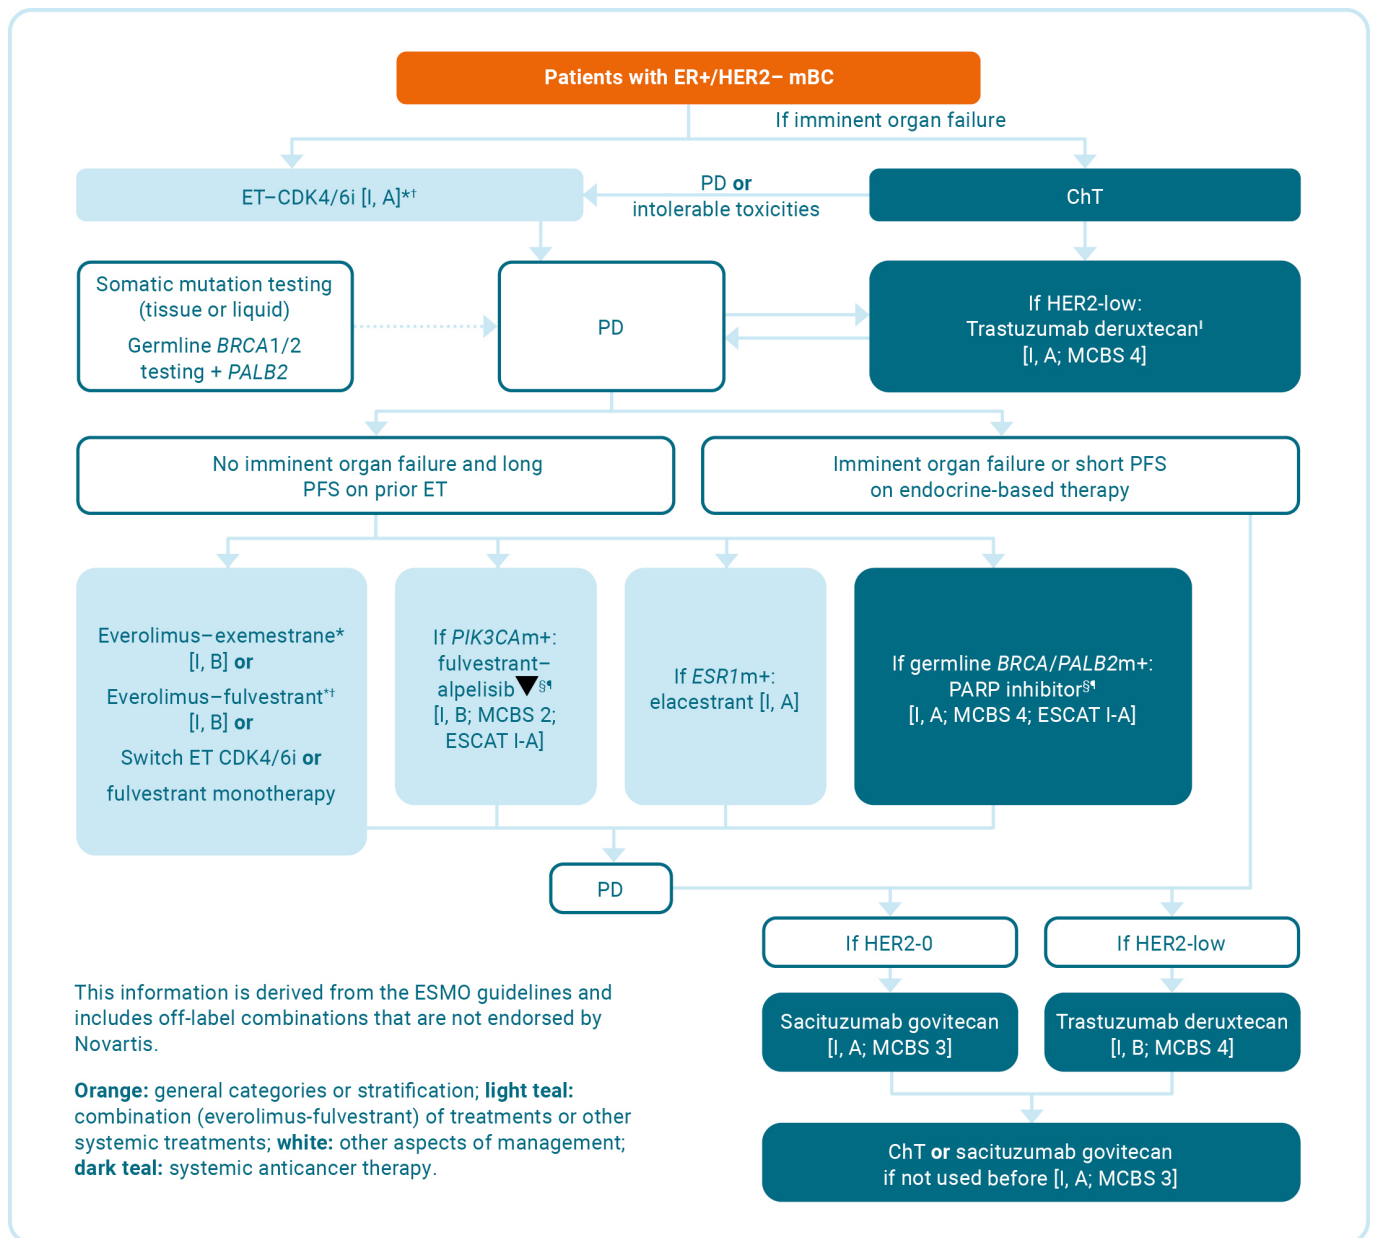 Patients with ER+/HER2– mBC
If imminent organ failure
ET–CDK4/6i [I, A]*†
PD or
intolerable toxicities
ChT
Somatic mutation testing
(tissue or liquid)
Germline BRCA1/2
testing + PALB2
PD
If HER2-low:
Trastuzumab deruxtecanǀ
[I, A; MCBS 4]
No imminent organ failure and long
PFS on prior ET
Imminent organ failure or short PFS
on endocrine-based therapy
Everolimus–exemestrane*
[I, B] or
Everolimus–fulvestrant*†
[I, B] or
Switch ET CDK4/6i or
fulvestrant monotherapy
If PIK3CAm+:
fulvestrant–
alpelisib▼§¶
[I, B; MCBS 2;
ESCAT I-A]
If ESR1m+:
elacestrant [I, A]
If germline BRCA/PALB2m+:
PARP inhibitor§¶
[I, A; MCBS 4; ESCAT I-A]
PD
If HER2-0
If HER2-low
Sacituzumab govitecan
[I, A; MCBS 3]
Trastuzumab deruxtecan
[I, B; MCBS 4]
ChT or sacituzumab govitecan
if not used before [I, A; MCBS 3]
This information is derived from the ESMO guidelines and
includes off-label combinations that are not endorsed by
Novartis.
Orange: general categories or stratification; light teal:
combination (everolimus-fulvestrant) of treatments or other
systemic treatments; white: other aspects of management;
dark teal: systemic anticancer therapy.